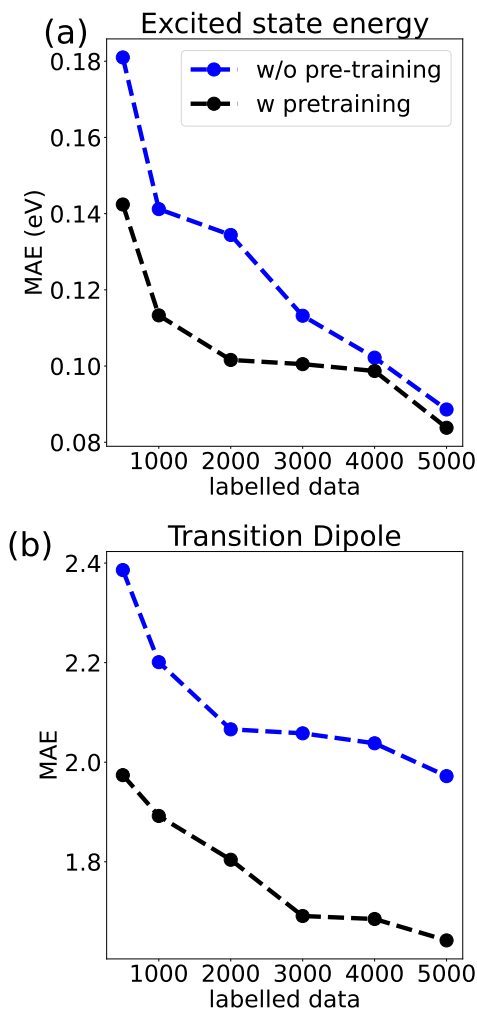 (a)
Excited state energy
w/o pre-training
w pretraining
0.18
0.16
0.14
0.12
0.10
0.08
MAE (eV)
1000 2000 3000 4000 5000
labelled data
(b)
Transition Dipole
2.4
2.2
2.0
1.8
MAE
1000 2000 3000 4000 5000
labelled data